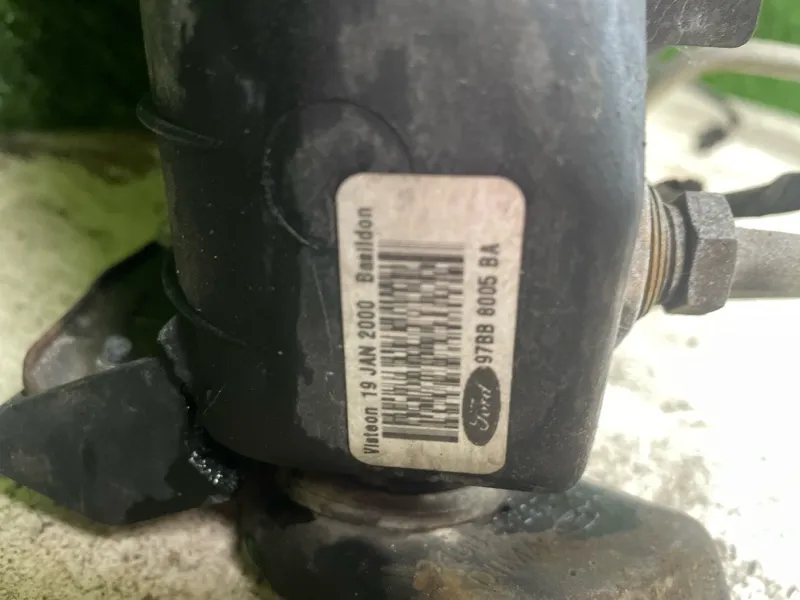 Visteon 19 JAN 2000 Basildon
Ford
97BB 8005 BA